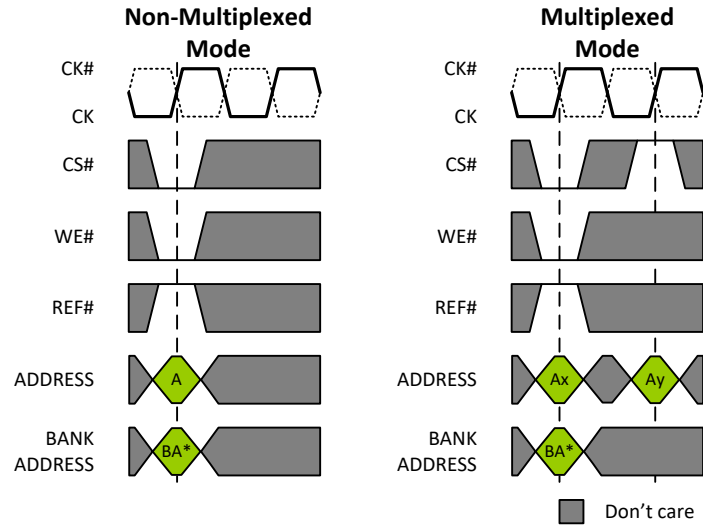 Non-Multiplexed
Mode
CK#
CK
CS#
WE#
REF#
ADDRESS
A
BANK
ADDRESS
BA*
Multiplexed
Mode
CK#
CK
CS#
WE#
REF#
ADDRESS
Ax
Ay
BANK
ADDRESS
BA*
Don't care